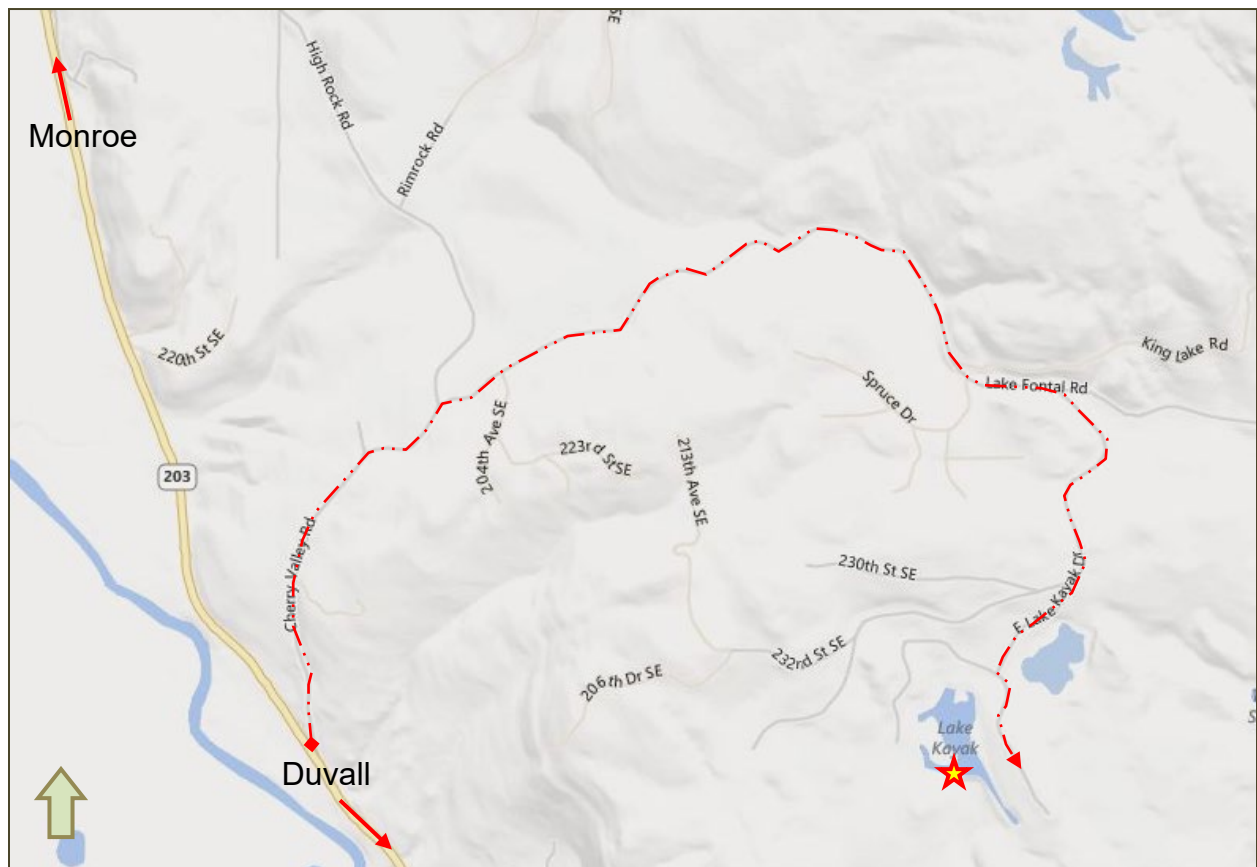 SE
High Rock Rd
Monroe
Rimrock Rd
220th St SE
King Lake Rd
Lake Fontal Rd
Spruce Dr
204th Ave SE
223rd St SE
213th Ave SE
203
Cherry Valley Rd
230th St SE
E Lake Kayak Dr
232nd St SE
206th Dr SE
S
Lake
Kayak
Duvall